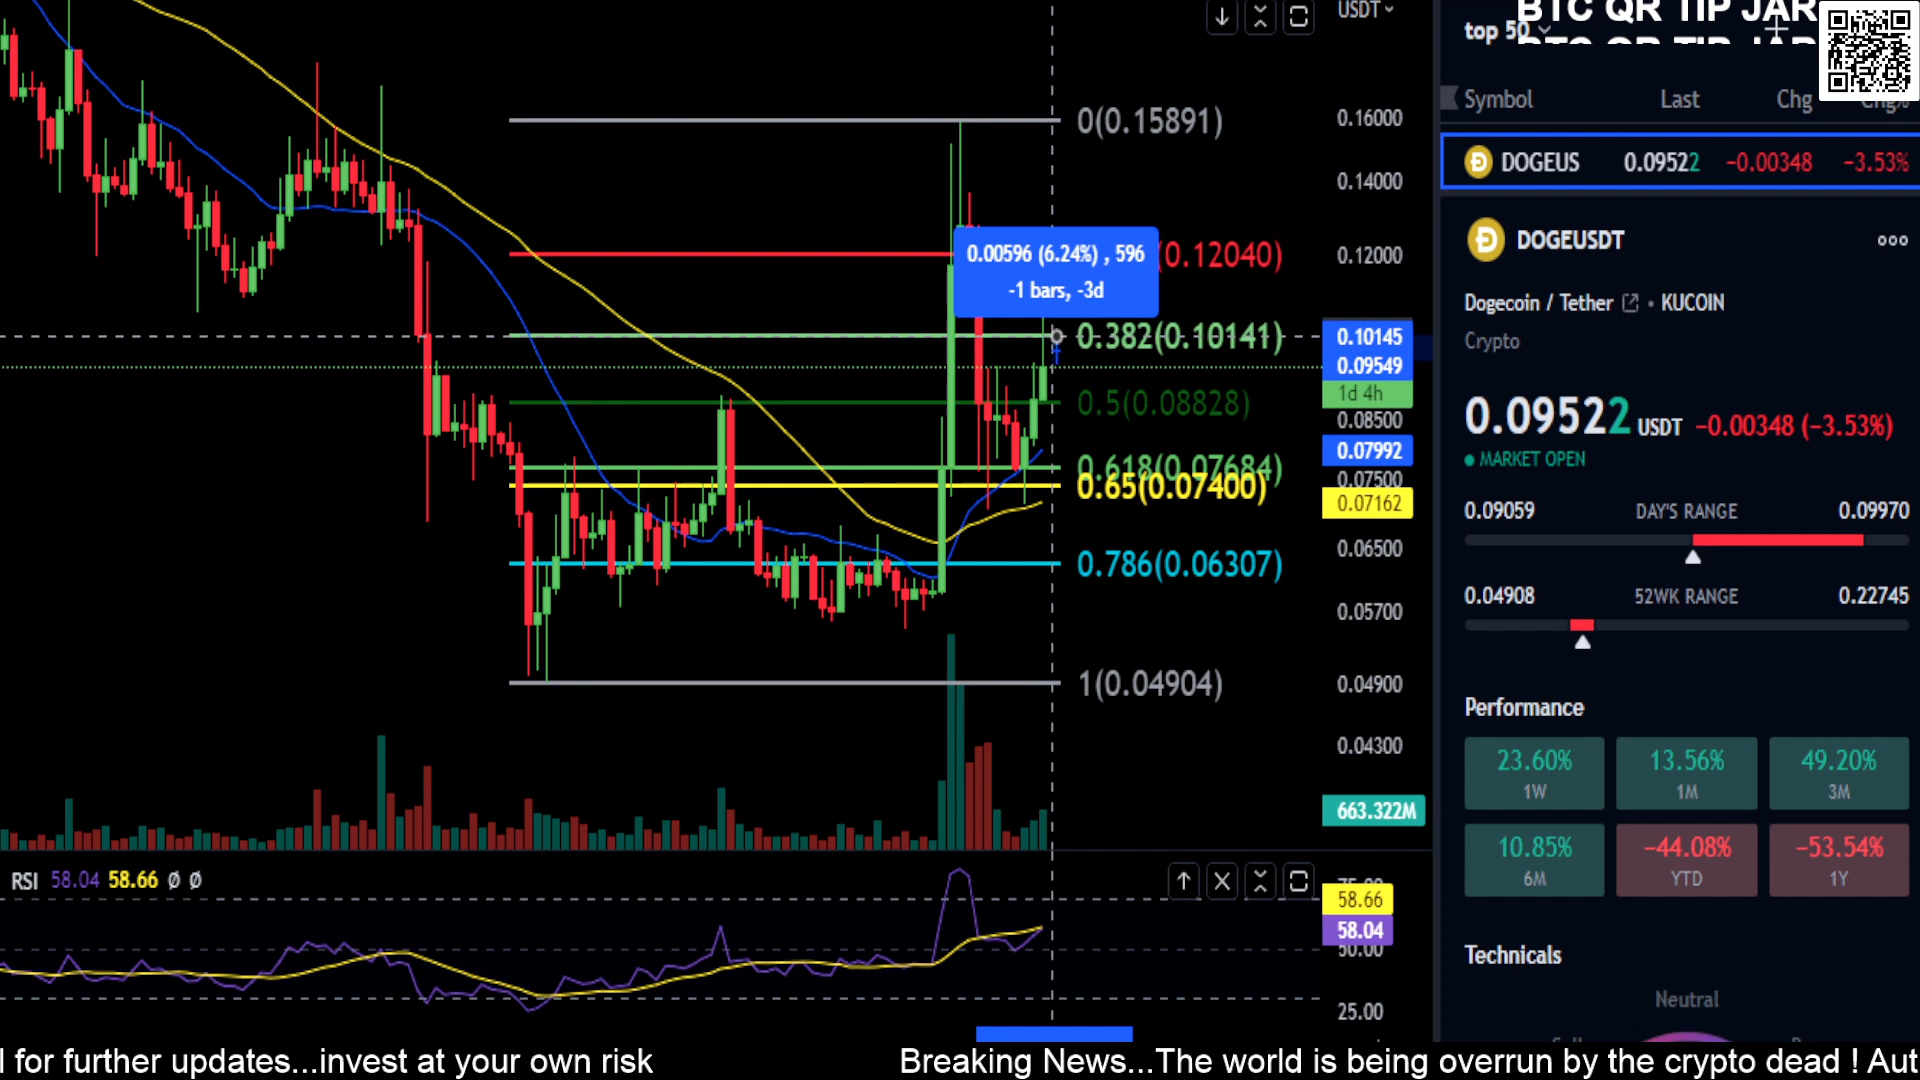 USDT
top 50
BTC QR TIP JAR
Symbol Last Chg Chg%
DOGEUS 0.09522 −0.00348 −3.53%
DOGEUSDT
Dogecoin / Tether • KUCOIN
Crypto
0.09522 USDT −0.00348 (−3.53%)
MARKET OPEN
0.09059 DAY'S RANGE 0.09970
0.04908 52WK RANGE 0.22745
Performance
23.60% 13.56% 49.20%
1W 1M 3M
10.85% −44.08% −53.54%
6M YTD 1Y
Technicals
Neutral
0(0.15891)
0.00596 (6.24%) , 596
-1 bars, -3d
(0.12040)
0.382(0.10141)
0.5(0.08828)
0.618(0.07684)
0.65(0.07400)
0.786(0.06307)
1(0.04904)
0.16000
0.14000
0.12000
0.10145
0.09549
1d 4h
0.08500
0.07992
0.07500
0.07162
0.06500
0.05700
0.04900
0.04300
663.322M
RSI 58.04 58.66 Ø Ø
75.00
58.66
58.04
50.00
25.00
l for further updates...invest at your own risk
Breaking News...The world is being overrun by the crypto dead ! Aut